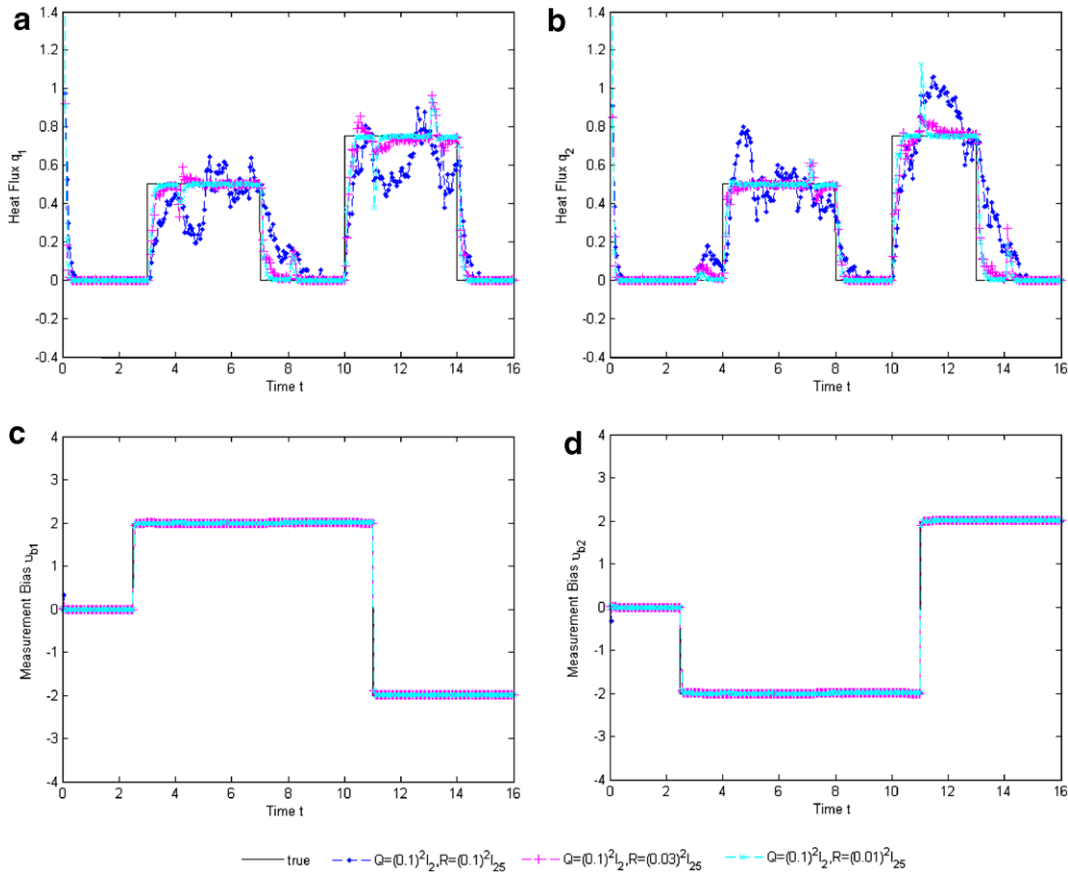 a
1.4
1.2
1
0.8
0.6
0.4
0.2
0
-0.2
-0.4
Heat Flux q1
0 2 4 6 8 10 12 14 16
Time t
b
1.4
1.2
1
0.8
0.6
0.4
0.2
0
-0.2
-0.4
Heat Flux q2
0 2 4 6 8 10 12 14 16
Time t
c
4
3
2
1
0
-1
-2
-3
-4
Measurement Bias υb1
0 2 4 6 8 10 12 14 16
Time t
d
4
3
2
1
0
-1
-2
-3
-4
Measurement Bias υb2
0 2 4 6 8 10 12 14 16
Time t
true Q=(0.1)²I₂,R=(0.1)²I₂₅ Q=(0.1)²I₂,R=(0.03)²I₂₅ Q=(0.1)²I₂,R=(0.01)²I₂₅